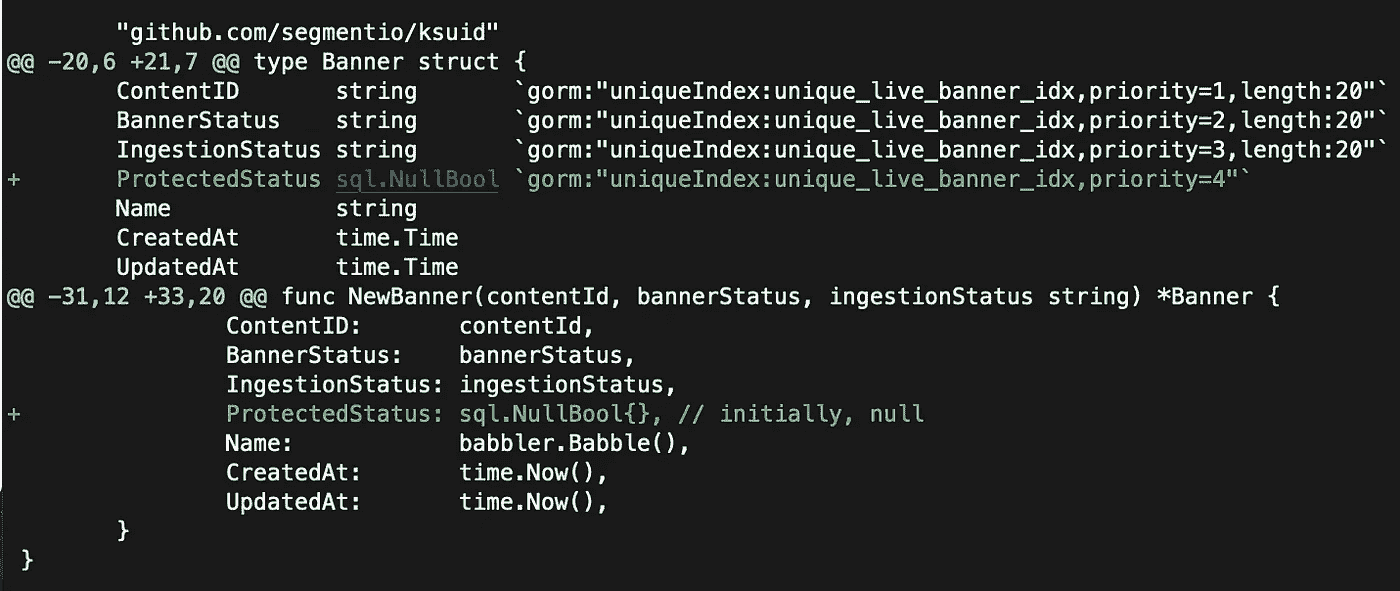 "github.com/segmentio/ksuid"
@@ -20,6 +21,7 @@ type Banner struct {
ContentID string `gorm:"uniqueIndex:unique_live_banner_idx,priority=1,length:20"`
BannerStatus string `gorm:"uniqueIndex:unique_live_banner_idx,priority=2,length:20"`
IngestionStatus string `gorm:"uniqueIndex:unique_live_banner_idx,priority=3,length:20"`
+ ProtectedStatus sql.NullBool `gorm:"uniqueIndex:unique_live_banner_idx,priority=4"`
Name string
CreatedAt time.Time
UpdatedAt time.Time
@@ -31,12 +33,20 @@ func NewBanner(contentId, bannerStatus, ingestionStatus string) *Banner {
ContentID: contentId,
BannerStatus: bannerStatus,
IngestionStatus: ingestionStatus,
+ ProtectedStatus: sql.NullBool{}, // initially, null
Name: babbler.Babble(),
CreatedAt: time.Now(),
UpdatedAt: time.Now(),
}
}